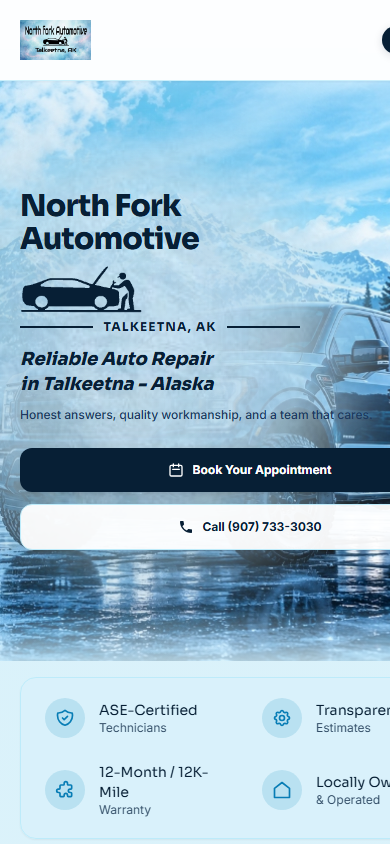 North Fork Automotive
Talkeetna, AK
North Fork
Automotive
TALKEETNA, AK
Reliable Auto Repair
in Talkeetna – Alaska
Honest answers, quality workmanship, and a team that cares.
Book Your Appointment
Call (907) 733-3030
ASE-Certified
Technicians
Transparen
Estimates
12-Month / 12K-
Mile
Warranty
Locally Ow
& Operated